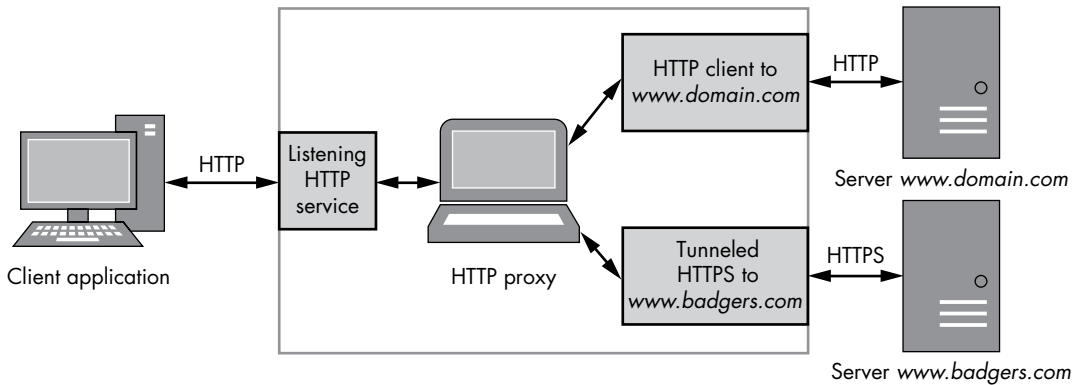 HTTP
Listening
HTTP
service
HTTP client to
www.domain.com
HTTP
Server www.domain.com
Client application
HTTP proxy
Tunneled
HTTPS to
www.badgers.com
HTTPS
Server www.badgers.com